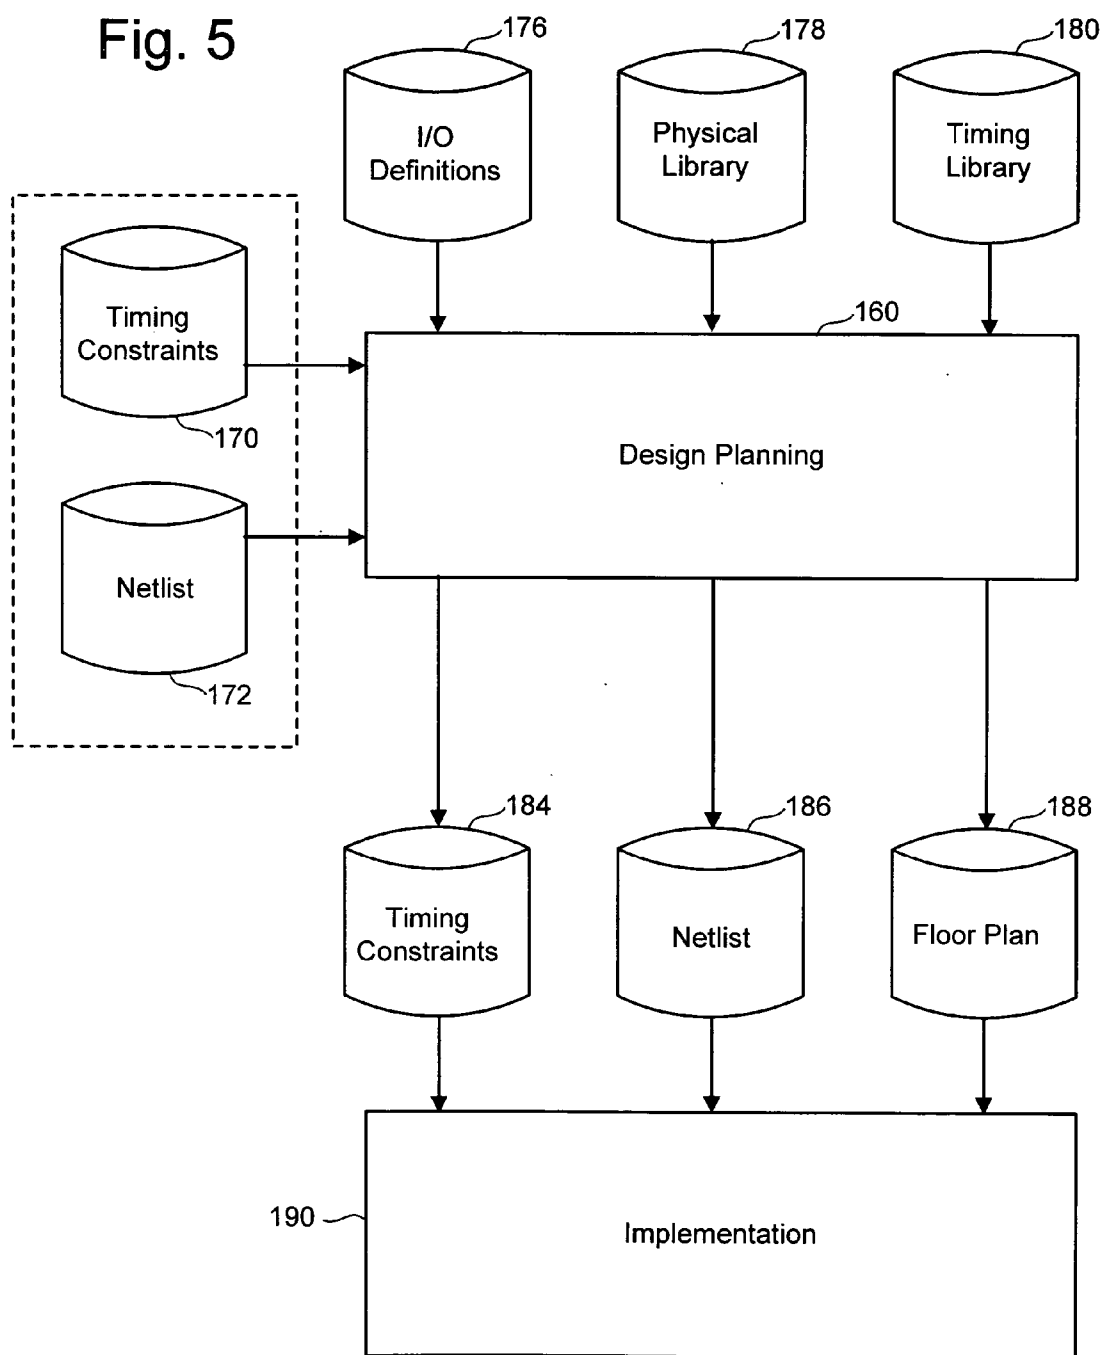 Fig. 5
176
178
180
I/O
Definitions
Physical
Library
Timing
Library
Timing
Constraints
170
160
Design Planning
Netlist
172
184
186
188
Timing
Constraints
Netlist
Floor Plan
190
Implementation